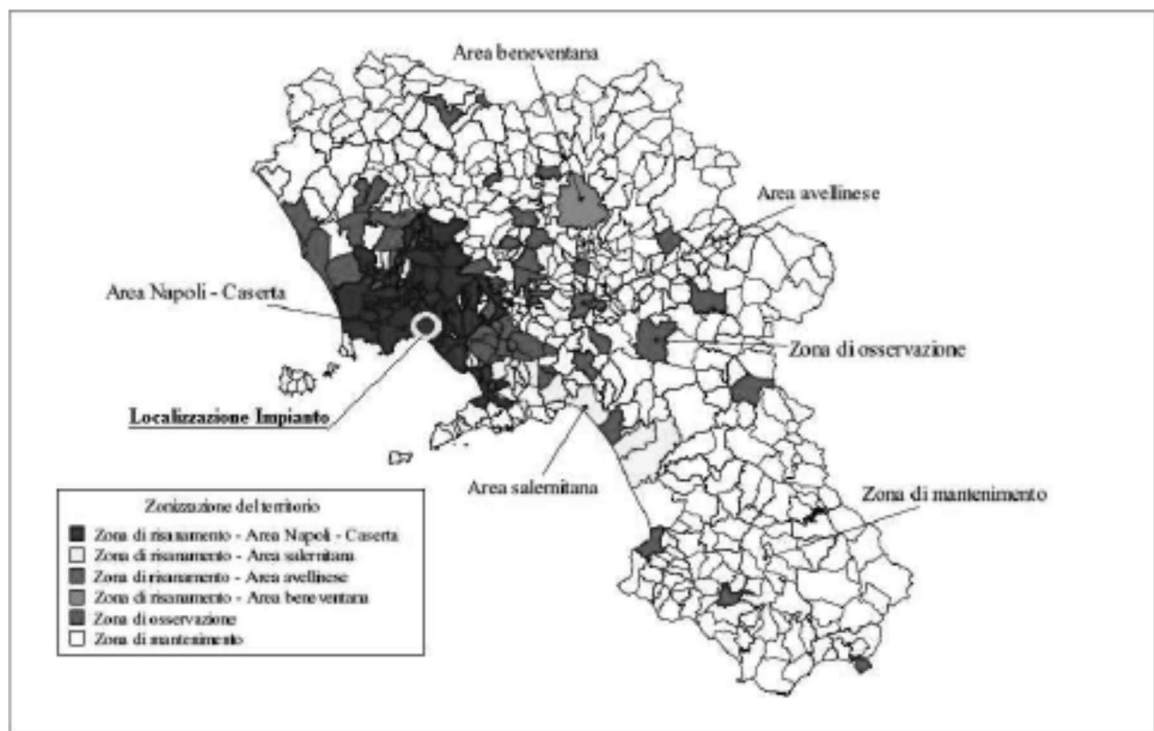 Area beneventana
Area avellinese
Area Napoli - Caserta
Zona di osservazione
Localizzazione Impianto
Area salernitana
Zona di mantenimento
Zonizzazione del territorio
Zona di risanamento - Area Napoli - Caserta
Zona di risanamento - Area salernitana
Zona di risanamento - Area avellinese
Zona di risanamento - Area beneventana
Zona di osservazione
Zona di mantenimento